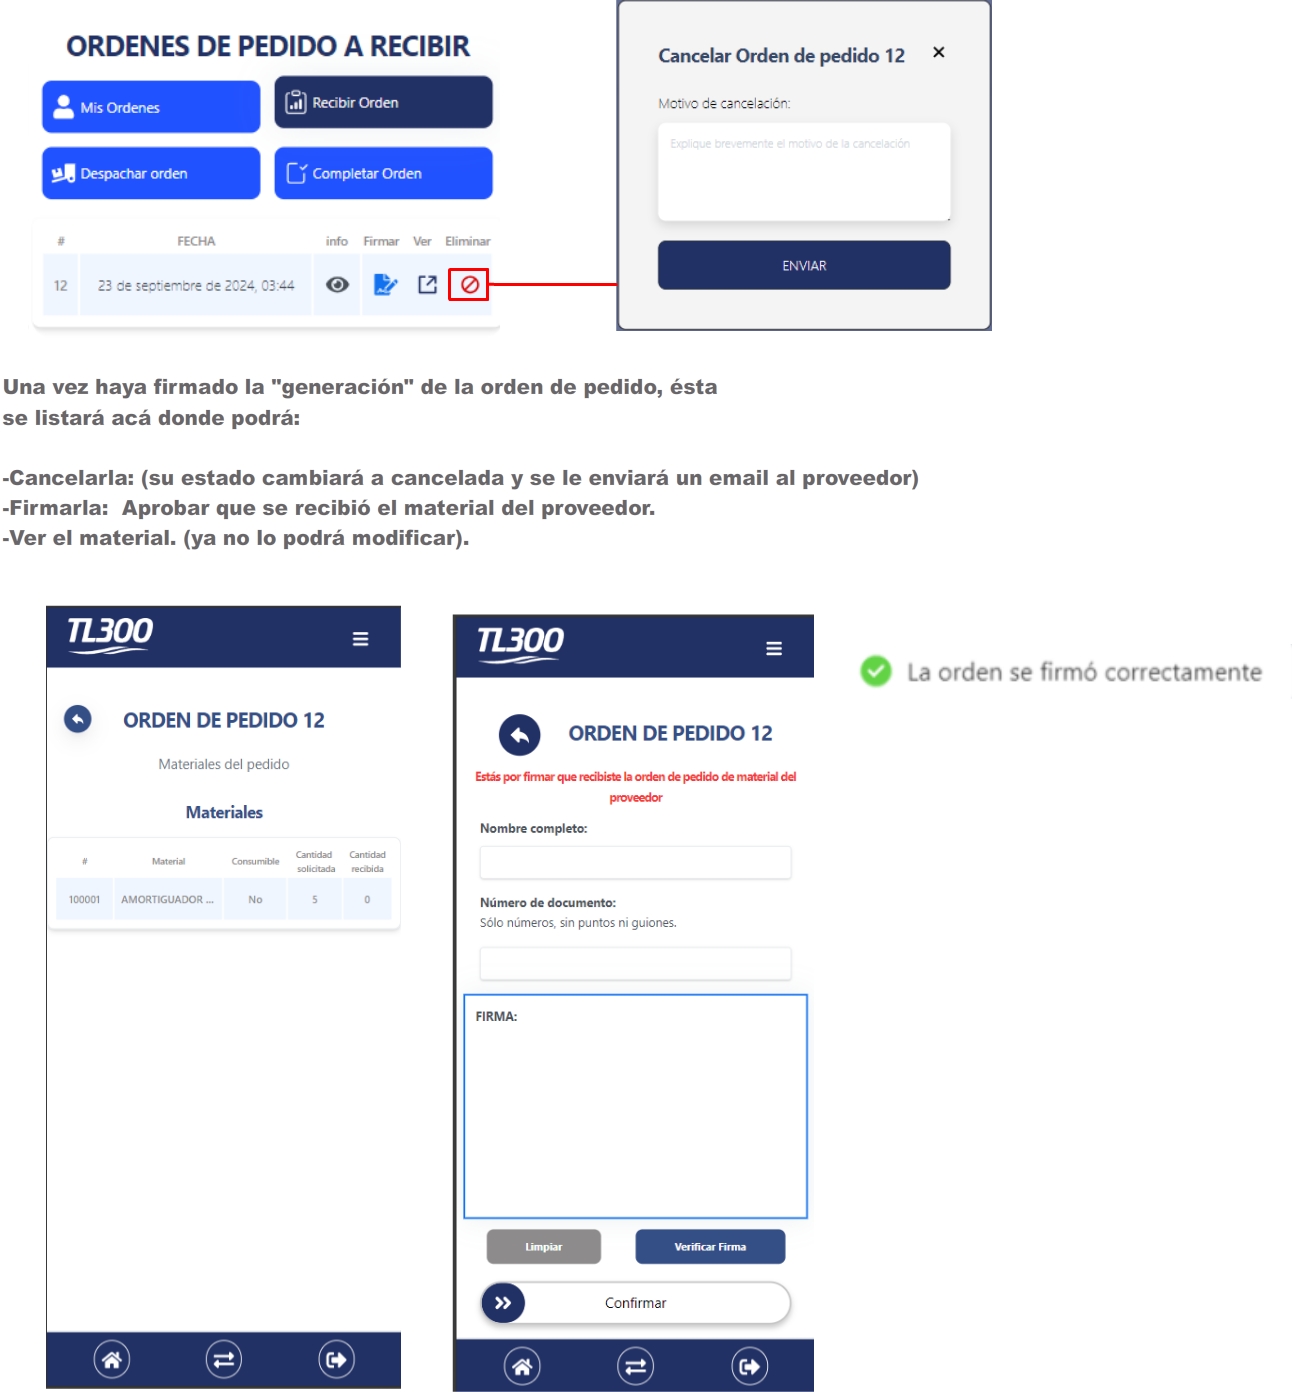 ORDENES DE PEDIDO A RECIBIR
Mis Ordenes
Recibir Orden
Despachar orden
Completar Orden
# FECHA info Firmar Ver Eliminar
12 23 de septiembre de 2024, 03:44
Cancelar Orden de pedido 12
Motivo de cancelación:
Explique brevemente el motivo de la cancelación
ENVIAR
Una vez haya firmado la "generación" de la orden de pedido, ésta
se listará acá donde podrá:
-Cancelarla: (su estado cambiará a cancelada y se le enviará un email al proveedor)
-Firmarla: Aprobar que se recibió el material del proveedor.
-Ver el material. (ya no lo podrá modificar).
TL300
ORDEN DE PEDIDO 12
Materiales del pedido
Materiales
# Material Consumible Cantidad solicitada Cantidad recibida
100001 AMORTIGUADOR ... No 5 0
TL300
ORDEN DE PEDIDO 12
Estás por firmar que recibiste la orden de pedido de material del
proveedor
Nombre completo:
Número de documento:
Sólo números, sin puntos ni guiones.
FIRMA:
Limpiar
Verificar Firma
Confirmar
La orden se firmó correctamente